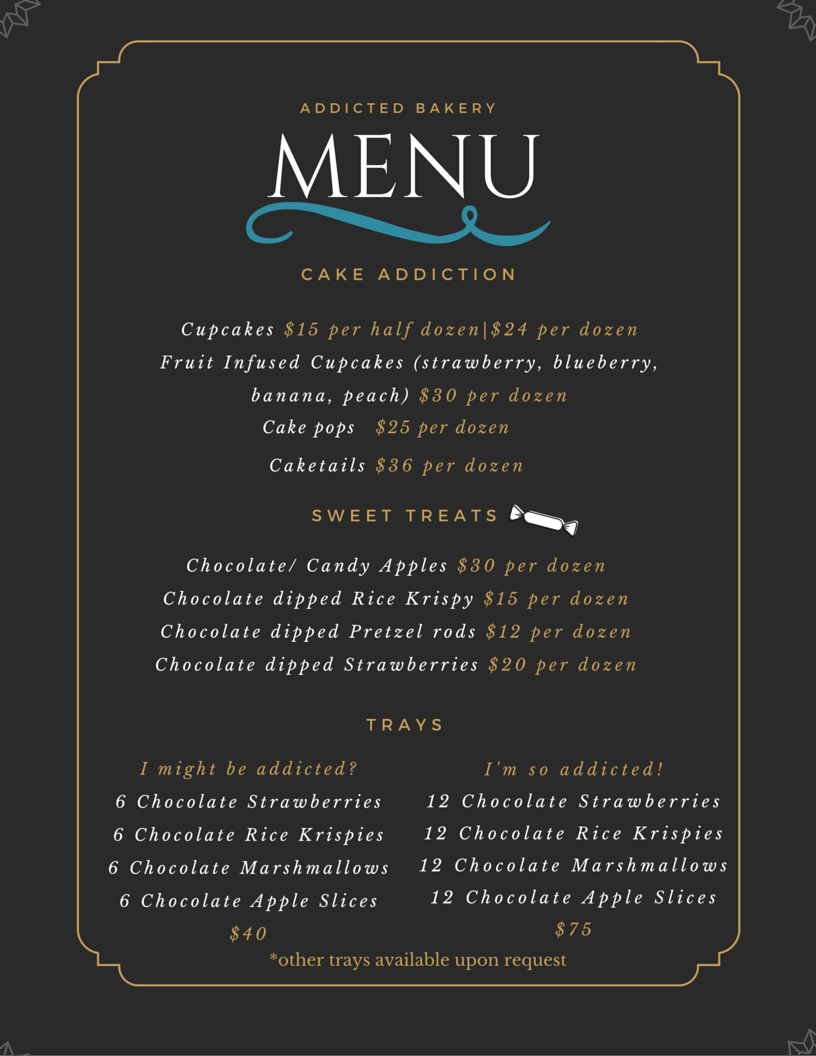 ADDICTED BAKERY
MENU
CAKE ADDICTION
Cupcakes $15 per half dozen|$24 per dozen
Fruit Infused Cupcakes (strawberry, blueberry,
banana, peach) $30 per dozen
Cake pops $25 per dozen
Caketails $36 per dozen
SWEET TREATS
Chocolate/ Candy Apples $30 per dozen
Chocolate dipped Rice Krispy $15 per dozen
Chocolate dipped Pretzel rods $12 per dozen
Chocolate dipped Strawberries $20 per dozen
TRAYS
I might be addicted?
6 Chocolate Strawberries
6 Chocolate Rice Krispies
6 Chocolate Marshmallows
6 Chocolate Apple Slices
$40
I'm so addicted!
12 Chocolate Strawberries
12 Chocolate Rice Krispies
12 Chocolate Marshmallows
12 Chocolate Apple Slices
$75
*other trays available upon request